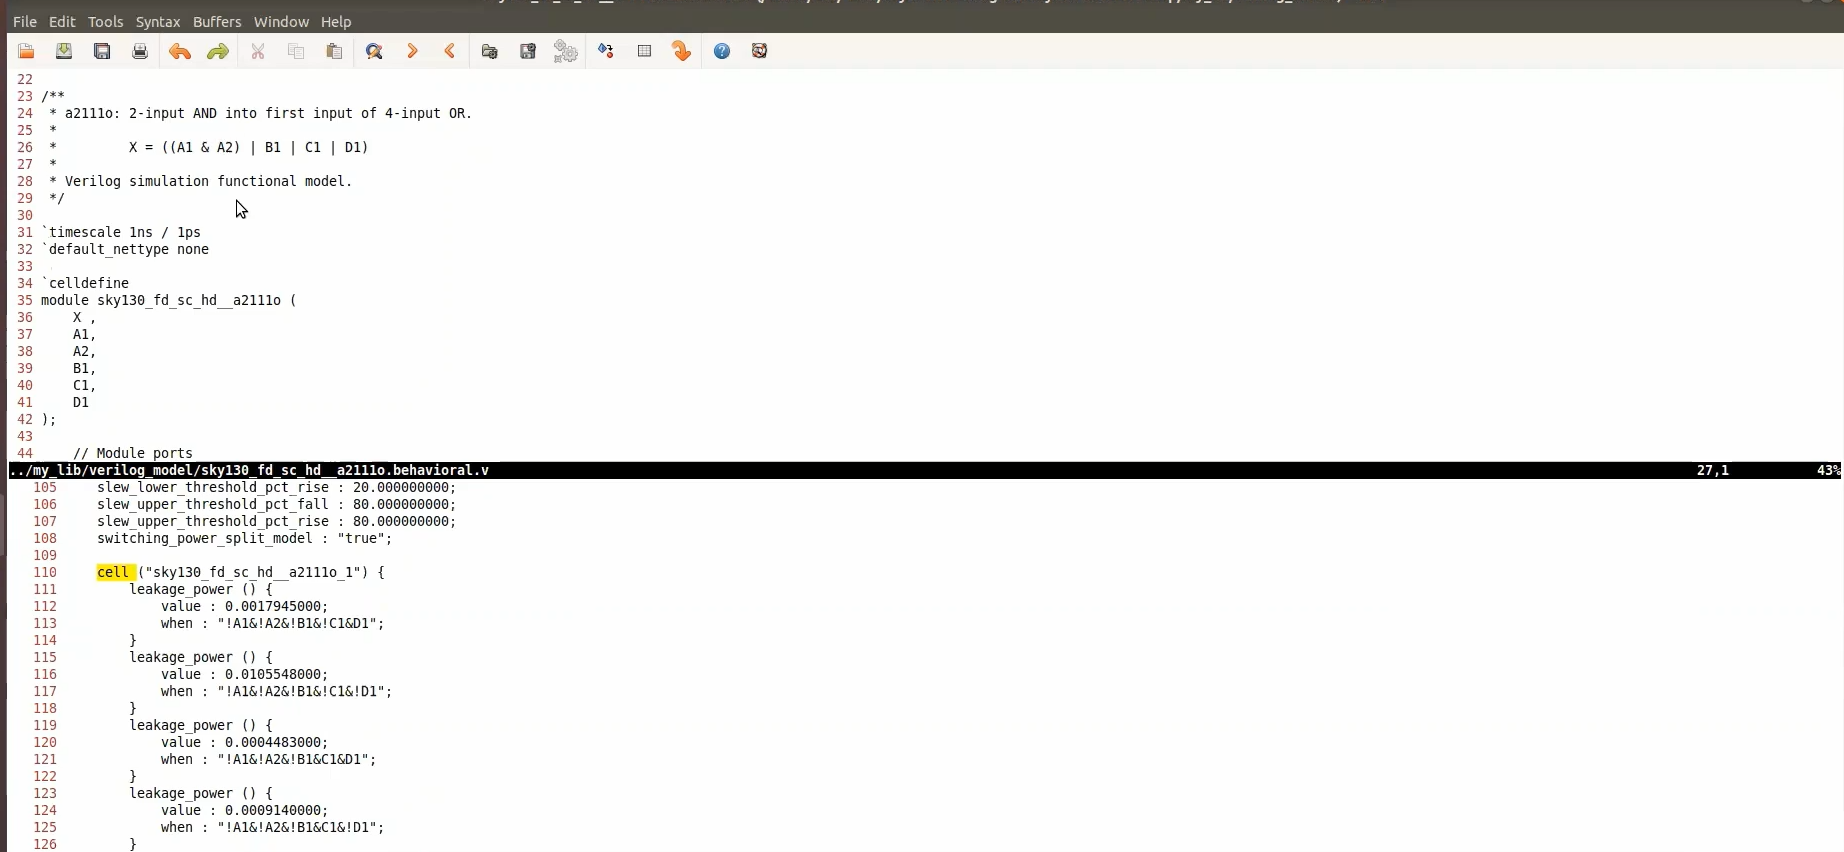 File Edit Tools Syntax Buffers Window Help
22
23 /**
24  * a2111o: 2-input AND into first input of 4-input OR.
25  *
26  *         X = ((A1 & A2) | B1 | C1 | D1)
27  *
28  * Verilog simulation functional model.
29  */
30
31 `timescale 1ns / 1ps
32 `default_nettype none
33
34 `celldefine
35 module sky130_fd_sc_hd__a2111o (
36     X ,
37     A1,
38     A2,
39     B1,
40     C1,
41     D1
42 );
43
44     // Module ports
../my_lib/verilog_model/sky130_fd_sc_hd__a2111o.behavioral.v 27,1 43%
105     slew_lower_threshold_pct_rise : 20.000000000;
106     slew_upper_threshold_pct_fall : 80.000000000;
107     slew_upper_threshold_pct_rise : 80.000000000;
108     switching_power_split_model : "true";
109
110     cell ("sky130_fd_sc_hd__a2111o_1") {
111         leakage_power () {
112             value : 0.0017945000;
113             when : "!A1&!A2&!B1&!C1&D1";
114         }
115         leakage_power () {
116             value : 0.0105548000;
117             when : "!A1&!A2&!B1&!C1&!D1";
118         }
119         leakage_power () {
120             value : 0.0004483000;
121             when : "!A1&!A2&!B1&C1&D1";
122         }
123         leakage_power () {
124             value : 0.0009140000;
125             when : "!A1&!A2&!B1&C1&!D1";
126         }